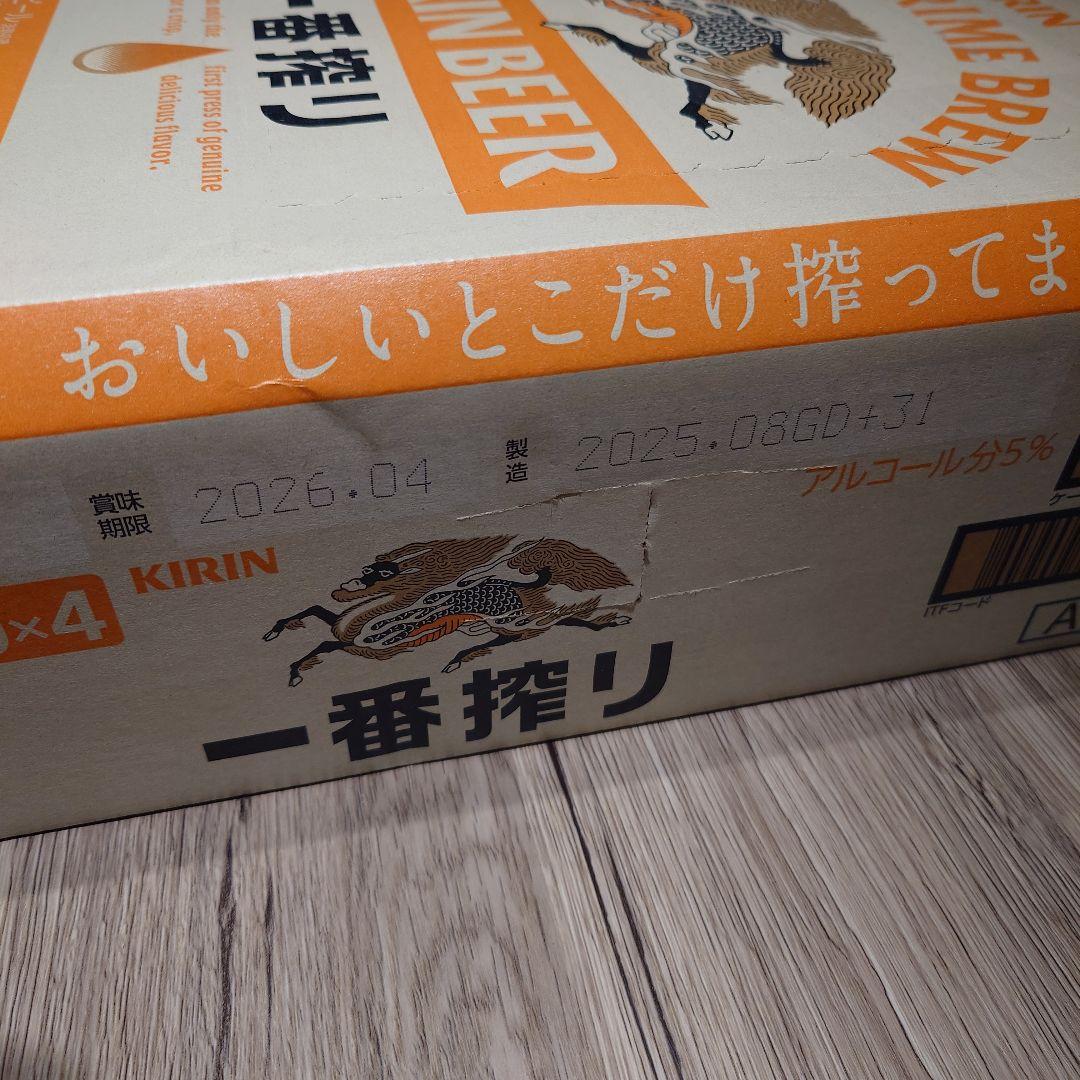 一番搾り
first press of genuine
delicious flavor.
KIRIN BEER
PRIME BREW
おいしいとこだけ搾ってま
賞味
期限
2026.04
製造
2025.08GD+31
アルコール分5%
×4
KIRIN
一番搾り
ITFコード